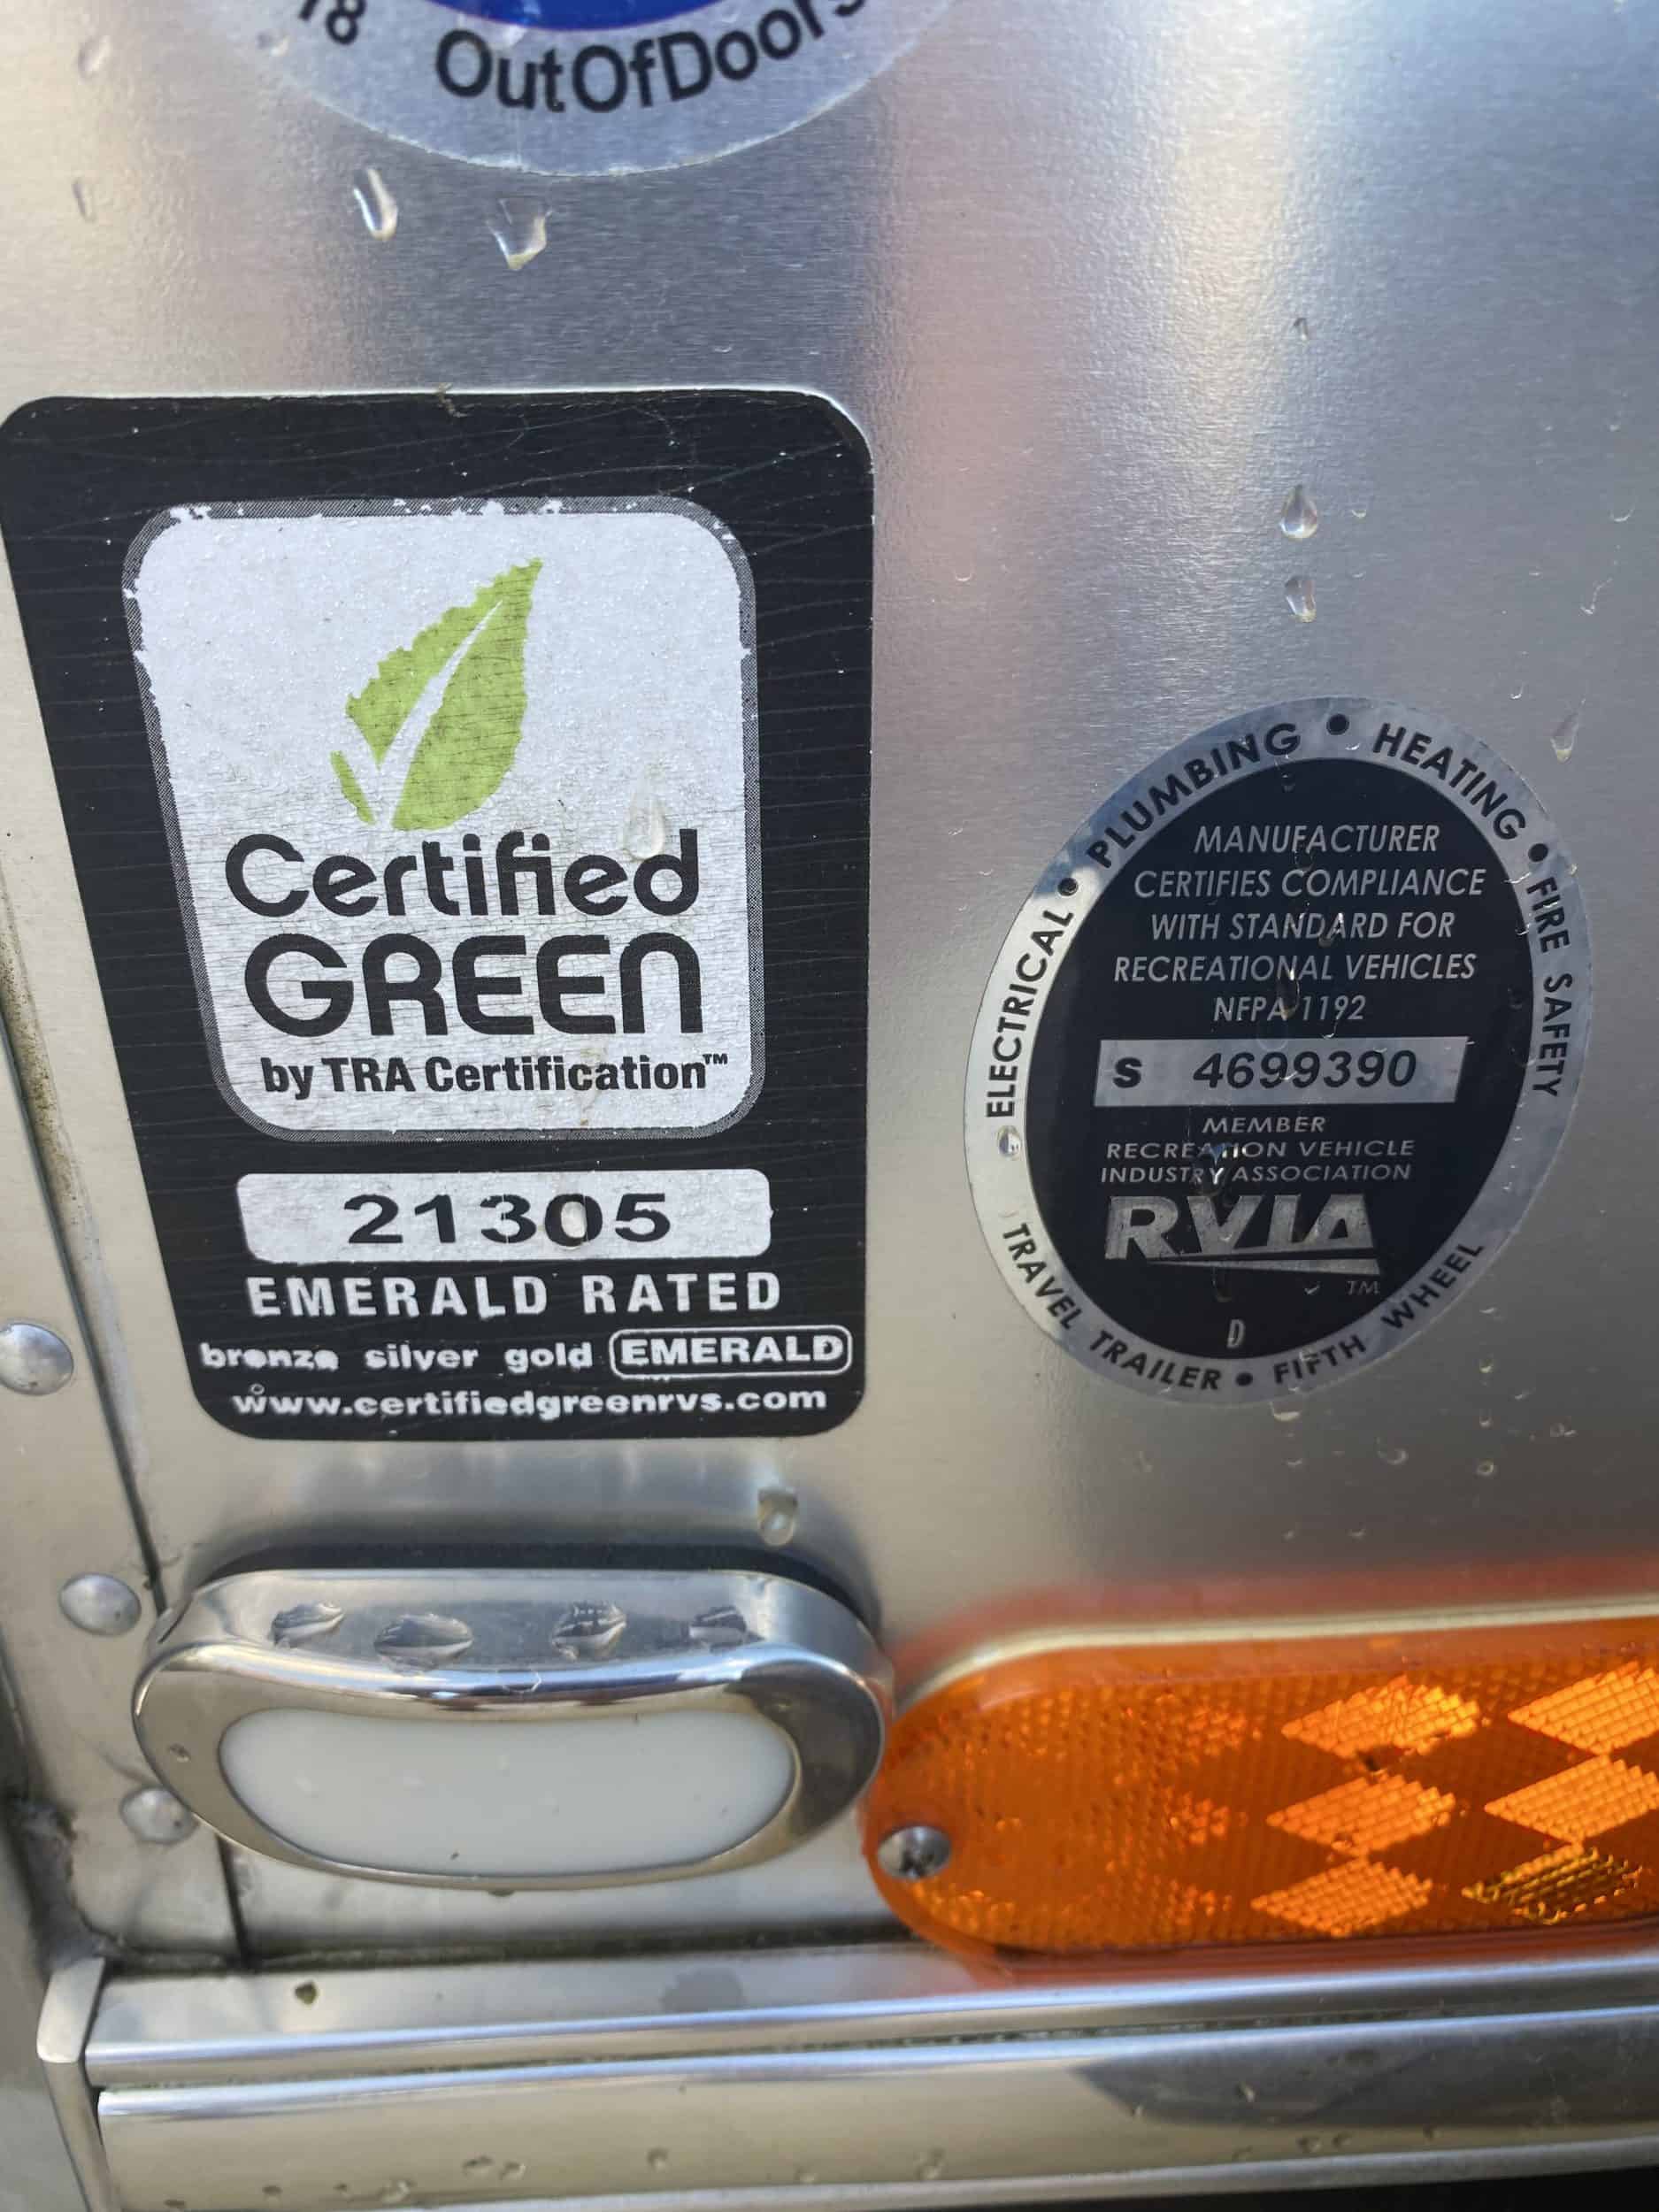 18 OutOfDoors
Certified
GREEN
by TRA Certification™
21305
EMERALD RATED
bronze silver gold EMERALD
www.certifiedgreenrvs.com
• ELECTRICAL • PLUMBING • HEATING • FIRE SAFETY
MANUFACTURER
CERTIFIES COMPLIANCE
WITH STANDARD FOR
RECREATIONAL VEHICLES
NFPA 1192
S 4699390
MEMBER
RECREATION VEHICLE
INDUSTRY ASSOCIATION
RVIA
TM
D
TRAVEL TRAILER • FIFTH WHEEL